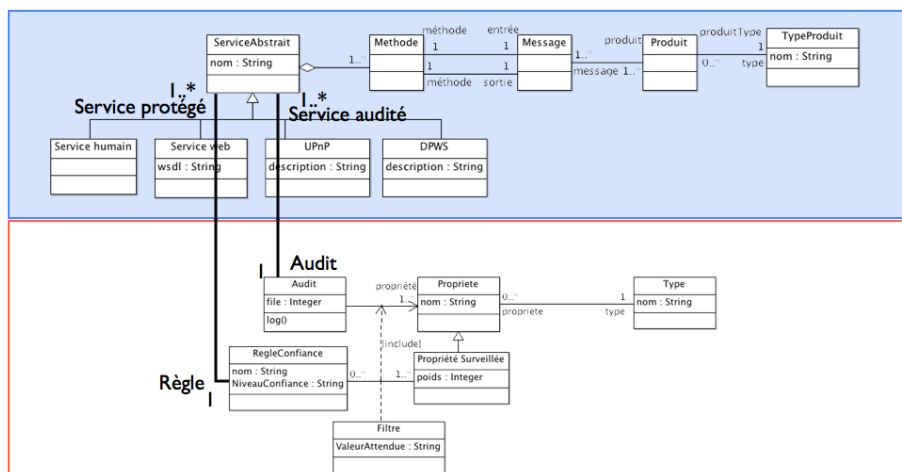 ServiceAbstrait
nom : String
Methode
méthode
1
entrée
1
1
méthode
1
sortie
1..*
Message
1..*
produit
message 1..*
Produit
produitType
1
0..*
type
TypeProduit
nom : String
1..*
Service protégé
1..*
Service audité
Service humain
Service web
wsdl : String
UPnP
description : String
DPWS
description : String
1
Audit
Audit
file : Integer
log()
propriété
1..*
Propriete
nom : String
0..*
propriete
1
type
Type
nom : String
{include}
RegleConfiance
nom : String
NiveauConfiance : String
Règle
1
0..*
1..*
Propriété Surveillée
poids : Integer
Filtre
ValeurAttendue : String